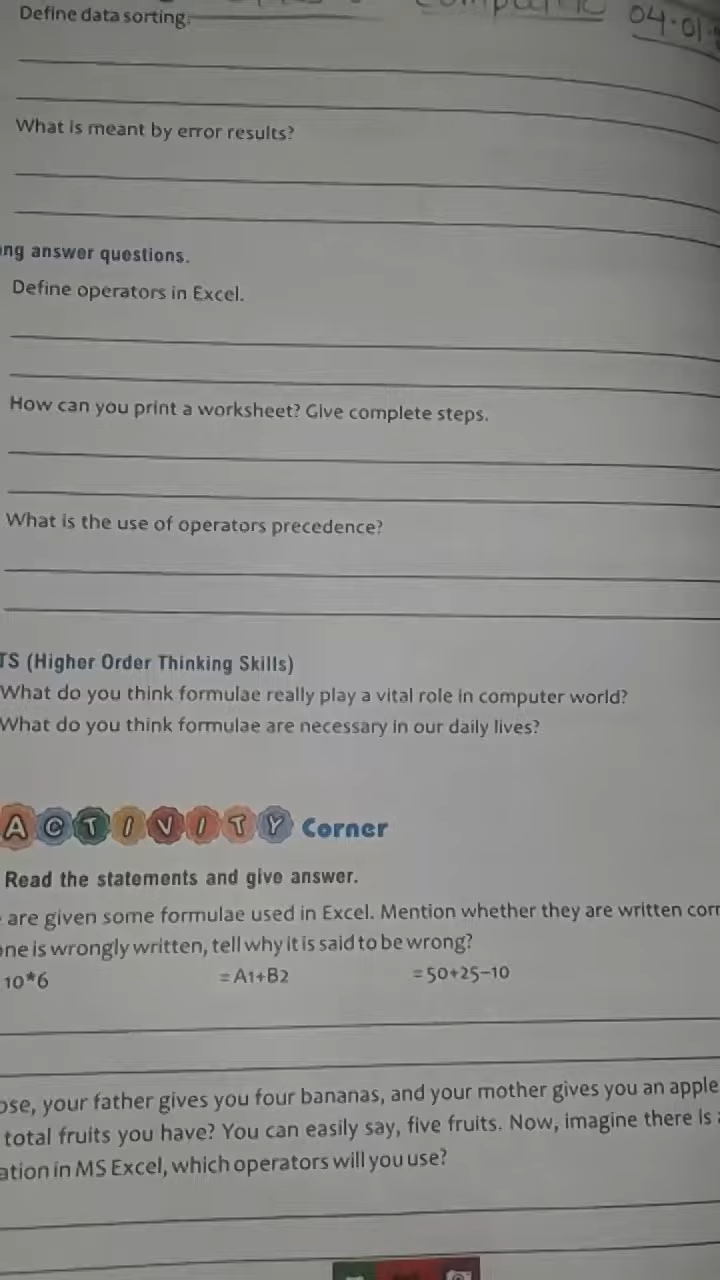 04.01
Define data sorting.
What is meant by error results?
ng answer questions.
Define operators in Excel.
How can you print a worksheet? Give complete steps.
What is the use of operators precedence?
TS (Higher Order Thinking Skills)
What do you think formulae really play a vital role in computer world?
What do you think formulae are necessary in our daily lives?
ACTIVITY Corner
Read the statements and give answer.
are given some formulae used in Excel. Mention whether they are written corr
one is wrongly written, tell why it is said to be wrong?
10*6 =A1+B2 =50+25–10
ose, your father gives you four bananas, and your mother gives you an apple
total fruits you have? You can easily say, five fruits. Now, imagine there is a
ation in MS Excel, which operators will you use?